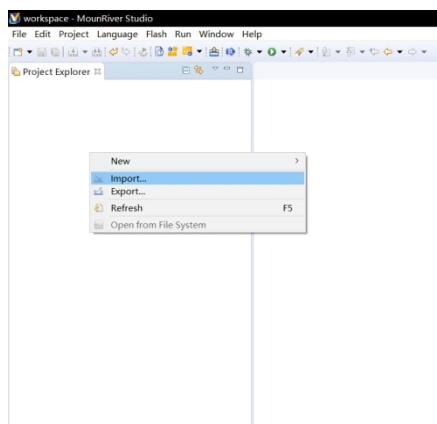 workspace - MounRiver Studio
File Edit Project Language Flash Run Window Help
Project Explorer
New
Import...
Export...
Refresh F5
Open from File System